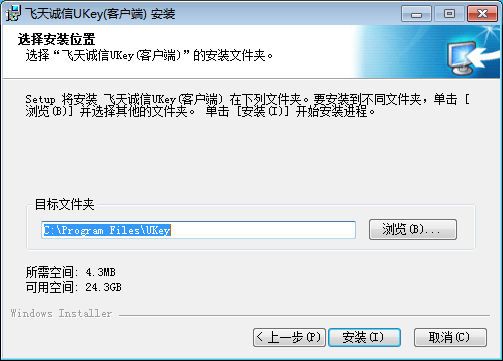 飞天诚信UKey(客户端) 安装
选择安装位置
选择“飞天诚信UKey(客户端)”的安装文件夹。
Setup 将安装 飞天诚信UKey(客户端) 在下列文件夹。要安装到不同文件夹，单击 [
浏览(B)] 并选择其他的文件夹。 单击 [安装(I)] 开始安装进程。
目标文件夹
C:\Program Files\UKey
浏览(B)...
所需空间: 4.3MB
可用空间: 24.3GB
Windows Installer
< 上一步(P)
安装(I)
取消(C)